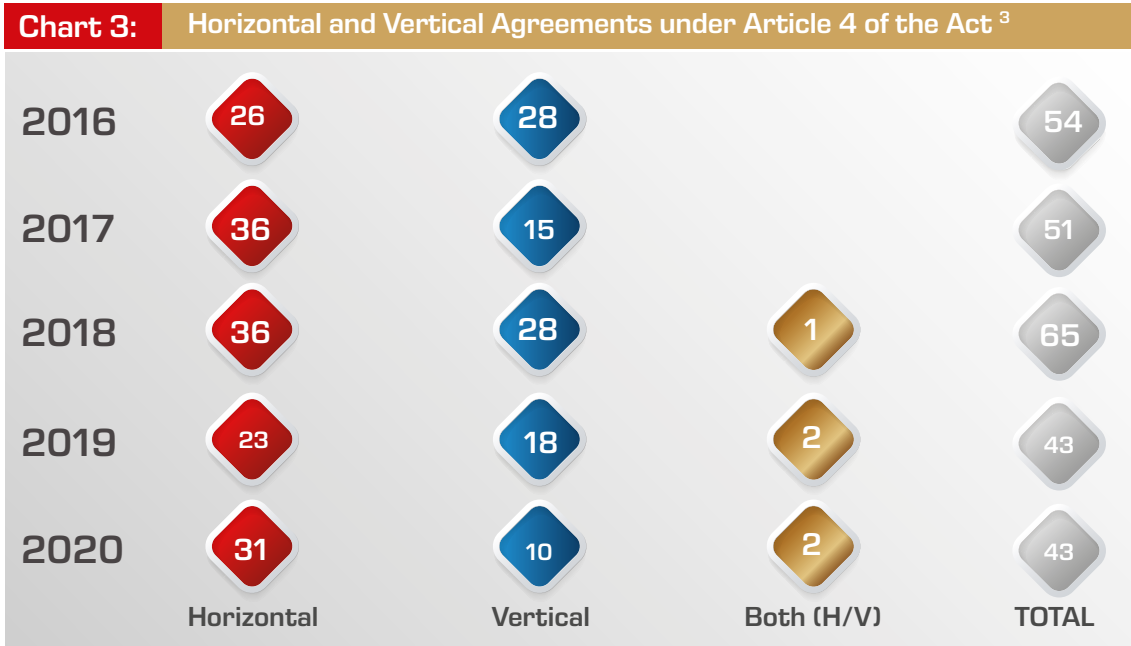 Chart 3: Horizontal and Vertical Agreements under Article 4 of the Act 3
2016 26 28 54
2017 36 15 51
2018 36 28 1 65
2019 23 18 2 43
2020 31 10 2 43
Horizontal Vertical Both (H/V) TOTAL